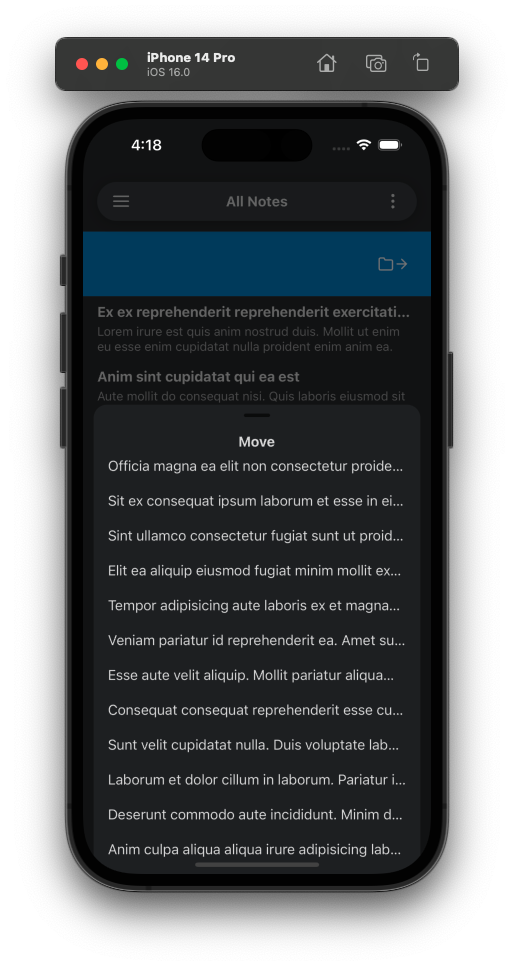 iPhone 14 Pro
iOS 16.0
4:18
All Notes
Ex ex reprehenderit reprehenderit exercitati...
Lorem irure est quis anim nostrud duis. Mollit ut enim
eu esse enim cupidatat nulla proident enim anim ea.
Anim sint cupidatat qui ea est
Aute mollit do consequat nisi. Quis laboris eiusmod sit
Move
Officia magna ea elit non consectetur proide...
Sit ex consequat ipsum laborum et esse in ei...
Sint ullamco consectetur fugiat sunt ut proid...
Elit ea aliquip eiusmod fugiat minim mollit ex...
Tempor adipisicing aute laboris ex et magna...
Veniam pariatur id reprehenderit ea. Amet su...
Esse aute velit aliquip. Mollit pariatur aliqua...
Consequat consequat reprehenderit esse cu...
Sunt velit cupidatat nulla. Duis voluptate lab...
Laborum et dolor cillum in laborum. Pariatur i...
Deserunt commodo aute incididunt. Minim d...
Anim culpa aliqua aliqua irure adipisicing lab...